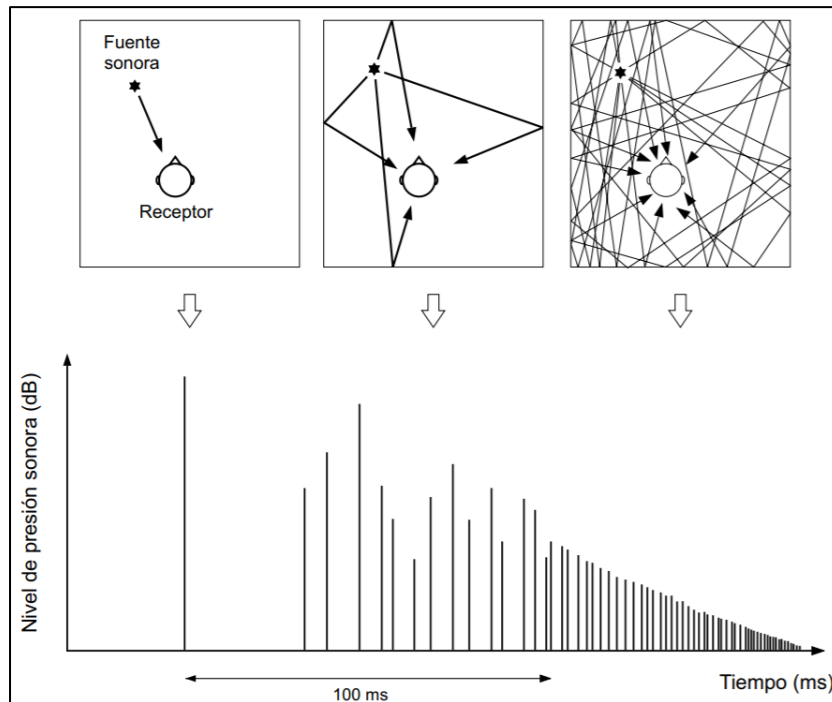 Fuente
sonora
Receptor
Nivel de presión sonora (dB)
100 ms
Tiempo (ms)